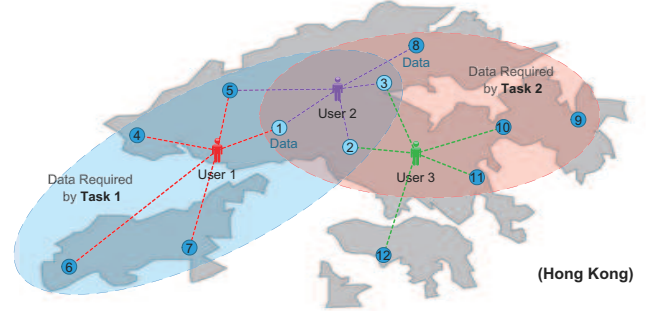 8
Data
Data Required
by Task 2
3
5
User 2
9
1
10
4
Data
2
User 1
User 3
Data Required
by Task 1
11
7
12
6
(Hong Kong)